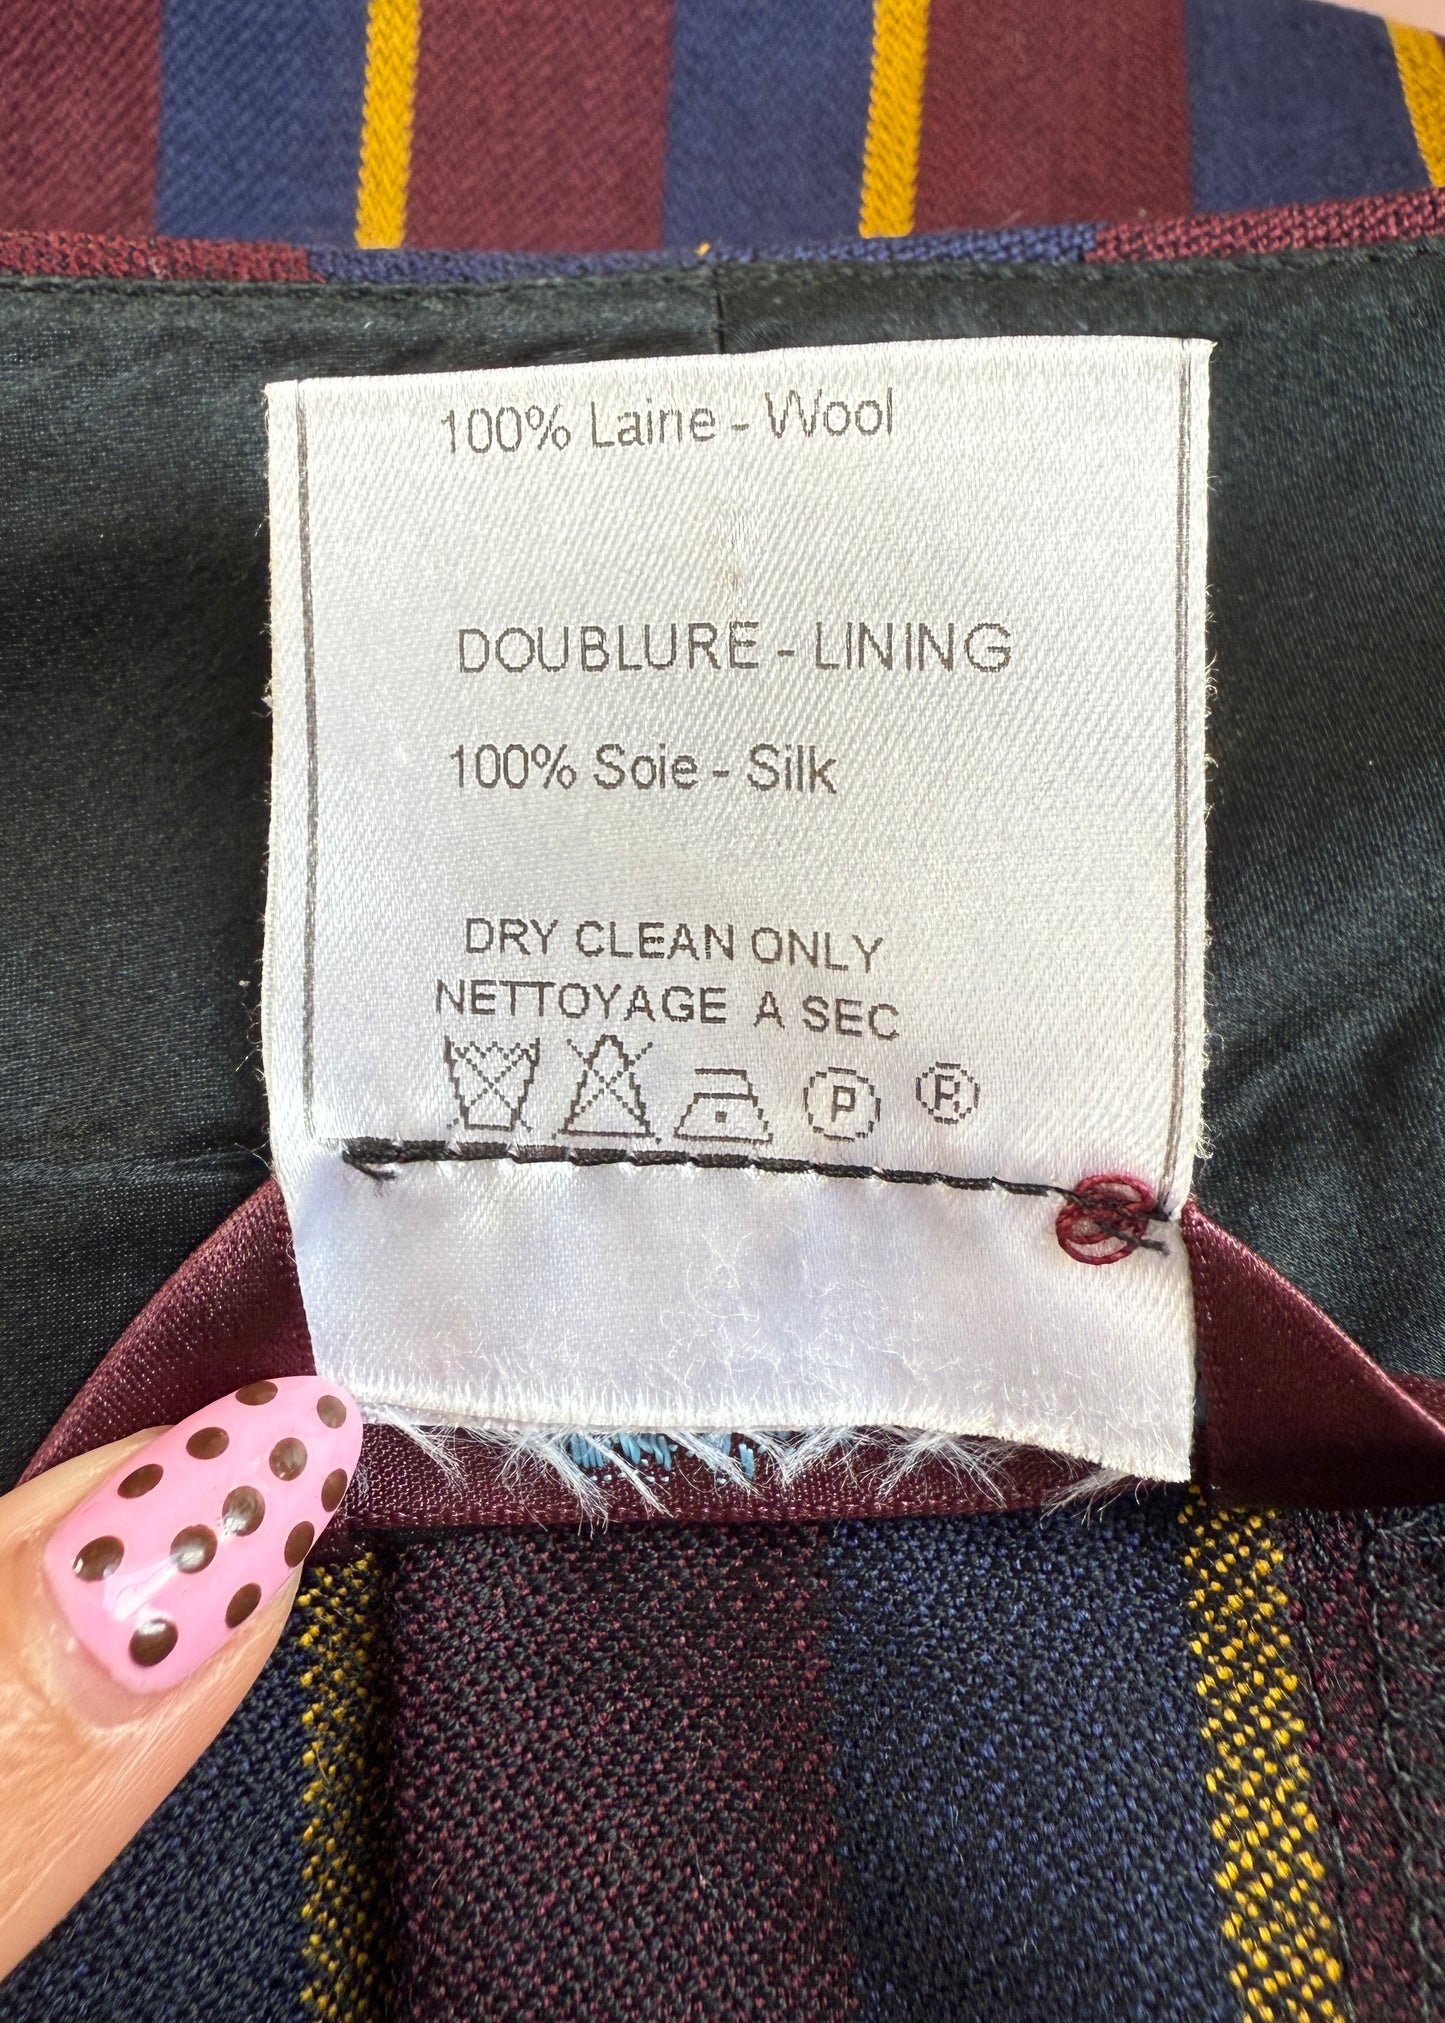 100% Laine - Wool
DOUBLURE - LINING
100% Soie - Silk
DRY CLEAN ONLY
NETTOYAGE A SEC
P